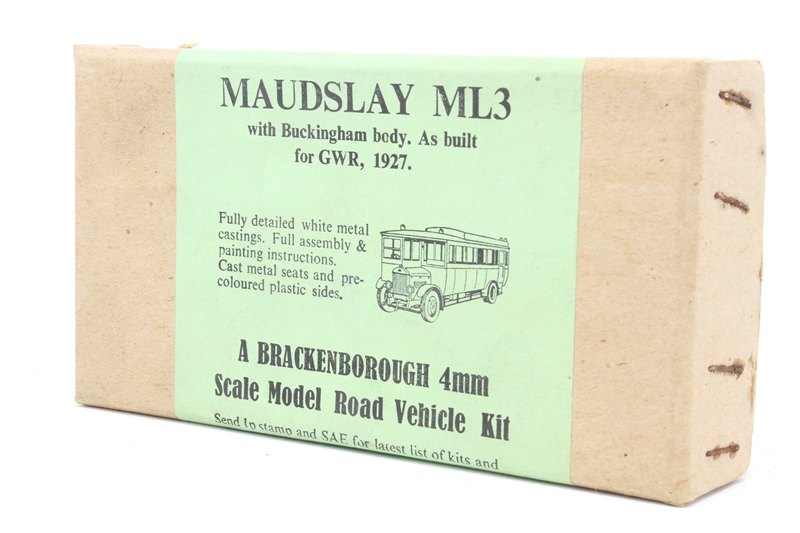 MAUDSLAY ML3
with Buckingham body. As built
for GWR, 1927.
Fully detailed white metal
castings. Full assembly &
painting instructions.
Cast metal seats and pre-
coloured plastic sides.
A BRACKENBOROUGH 4mm
Scale Model Road Vehicle Kit
Send 1p stamp and SAE for latest list of kits and